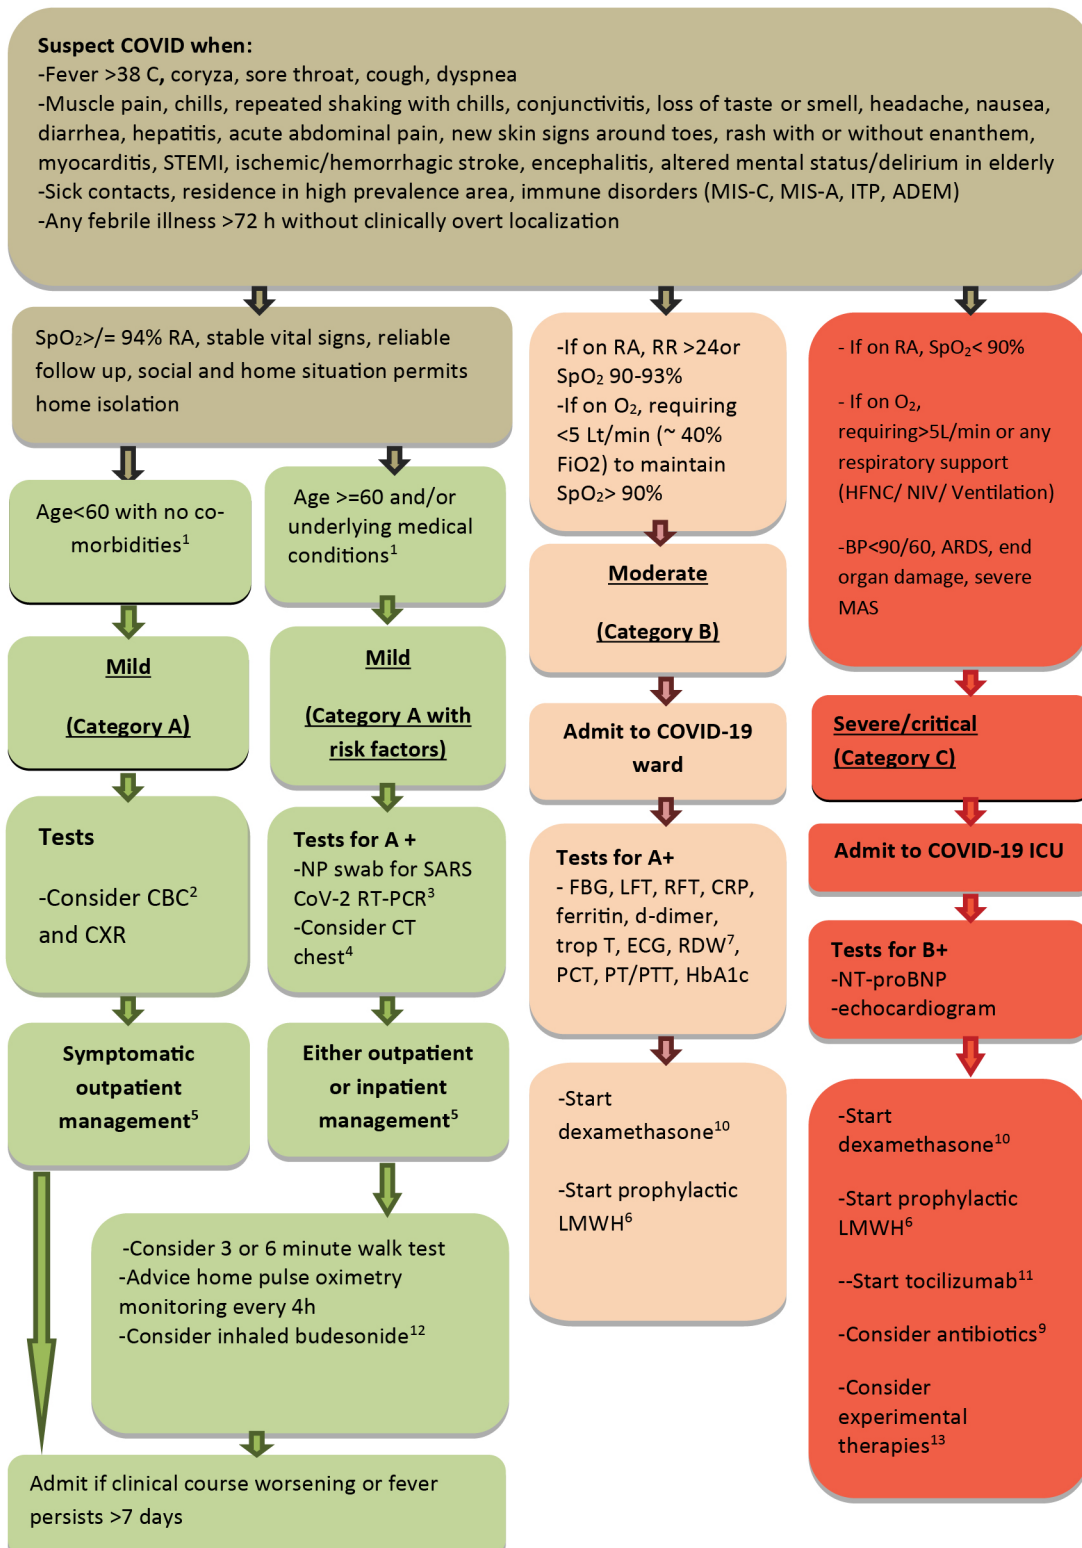 Suspect COVID when:
-Fever >38 C, coryza, sore throat, cough, dyspnea
-Muscle pain, chills, repeated shaking with chills, conjunctivitis, loss of taste or smell, headache, nausea,
diarrhea, hepatitis, acute abdominal pain, new skin signs around toes, rash with or without enanthem,
myocarditis, STEMI, ischemic/hemorrhagic stroke, encephalitis, altered mental status/delirium in elderly
-Sick contacts, residence in high prevalence area, immune disorders (MIS-C, MIS-A, ITP, ADEM)
-Any febrile illness >72 h without clinically overt localization
SpO₂>/= 94% RA, stable vital signs, reliable
follow up, social and home situation permits
home isolation
Age<60 with no co-
morbidities¹
Mild
(Category A)
Tests
-Consider CBC²
and CXR
Symptomatic
outpatient
management⁵
Age >=60 and/or
underlying medical
conditions¹
Mild
(Category A with
risk factors)
Tests for A +
-NP swab for SARS
CoV-2 RT-PCR³
-Consider CT
chest⁴
Either outpatient
or inpatient
management⁵
-Consider 3 or 6 minute walk test
-Advice home pulse oximetry
monitoring every 4h
-Consider inhaled budesonide¹²
Admit if clinical course worsening or fever
persists >7 days
-If on RA, RR >24or
SpO₂ 90-93%
-If on O₂, requiring
<5 Lt/min (~ 40%
FiO2) to maintain
SpO₂> 90%
Moderate
(Category B)
Admit to COVID-19
ward
Tests for A+
- FBG, LFT, RFT, CRP,
ferritin, d-dimer,
trop T, ECG, RDW⁷,
PCT, PT/PTT, HbA1c
-Start
dexamethasone¹⁰
-Start prophylactic
LMWH⁶
- If on RA, SpO₂< 90%
- If on O₂,
requiring>5L/min or any
respiratory support
(HFNC/ NIV/ Ventilation)
-BP<90/60, ARDS, end
organ damage, severe
MAS
Severe/critical
(Category C)
Admit to COVID-19 ICU
Tests for B+
-NT-proBNP
-echocardiogram
-Start
dexamethasone¹⁰
-Start prophylactic
LMWH⁶
--Start tocilizumab¹¹
-Consider antibiotics⁹
-Consider
experimental
therapies¹³